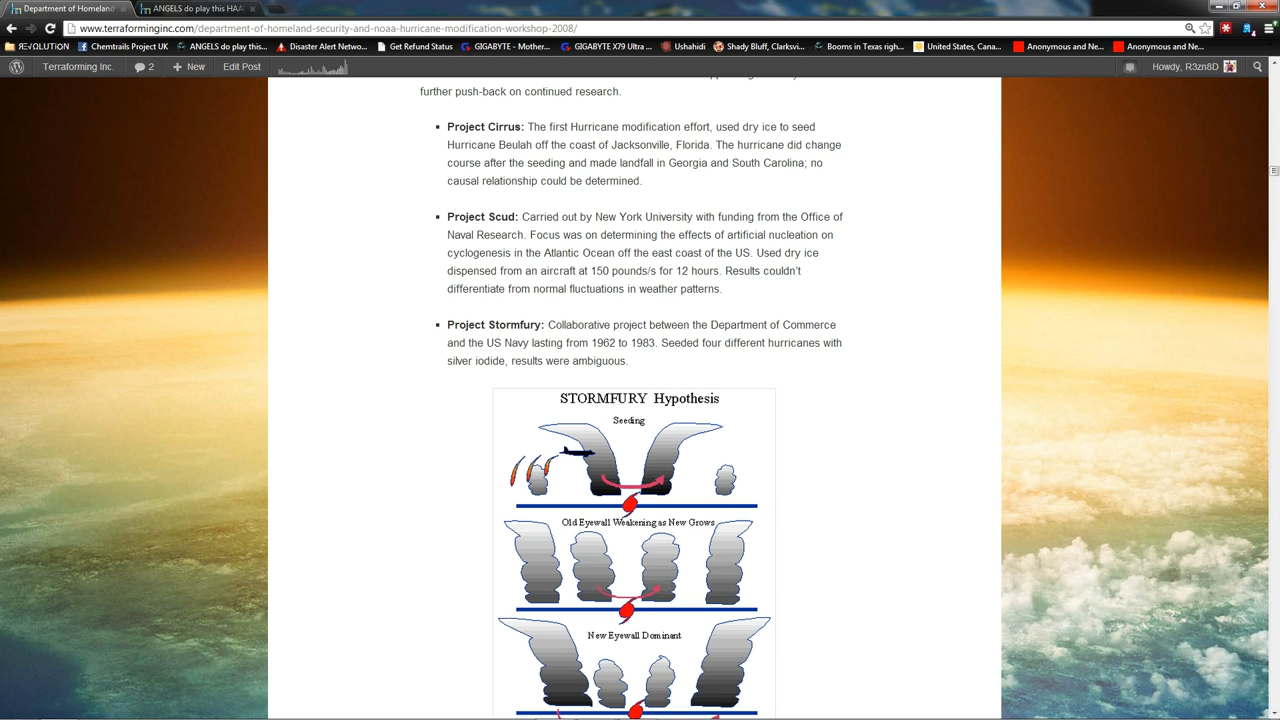 Department of Homeland
ANGELS do play this HAA
www.terraforminginc.com/department-of-homeland-security-and-noaa-hurricane-modification-workshop-2008/
Chemtrails Project UK
ANGELS do play this...
Disaster Alert Netwo...
Get Refund Status
GIGABYTE - Mother...
GIGABYTE X79 Ultra ...
Ushahidi
Shady Bluff, Clarksvi...
Booms in Texas righ...
United States, Cana...
Anonymous and Ne...
Anonymous and Ne...
Terraforming Inc.
2
New
Edit Post
Howdy, R3zn8D
further push-back on continued research.
Project Cirrus: The first Hurricane modification effort, used dry ice to seed
Hurricane Beulah off the coast of Jacksonville, Florida. The hurricane did change
course after the seeding and made landfall in Georgia and South Carolina; no
causal relationship could be determined.
Project Scud: Carried out by New York University with funding from the Office of
Naval Research. Focus was on determining the effects of artificial nucleation on
cyclogenesis in the Atlantic Ocean off the east coast of the US. Used dry ice
dispensed from an aircraft at 150 pounds/s for 12 hours. Results couldn't
differentiate from normal fluctuations in weather patterns.
Project Stormfury: Collaborative project between the Department of Commerce
and the US Navy lasting from 1962 to 1983. Seeded four different hurricanes with
silver iodide, results were ambiguous.
STORMFURY Hypothesis
Seeding
Old Eyewall Weakening as New Grows
New Eyewall Dominant